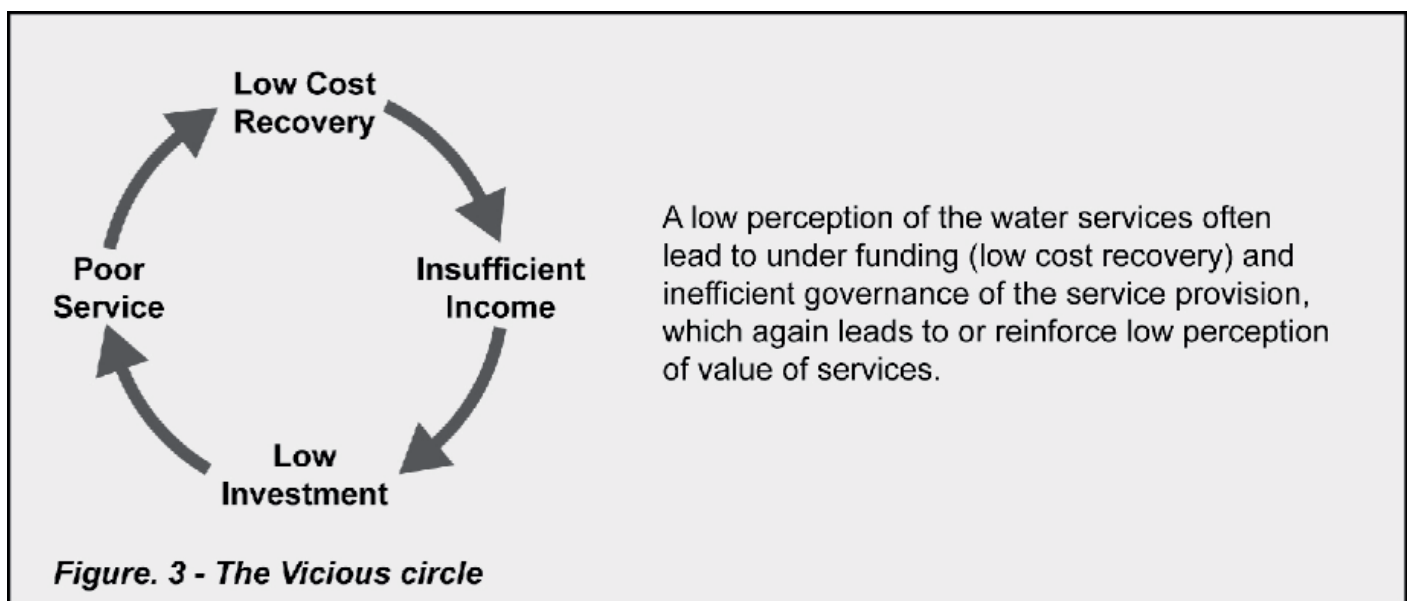 Low Cost
Recovery
Insufficient
Income
Low
Investment
Poor
Service
A low perception of the water services often
lead to under funding (low cost recovery) and
inefficient governance of the service provision,
which again leads to or reinforce low perception
of value of services.
Figure. 3 - The Vicious circle